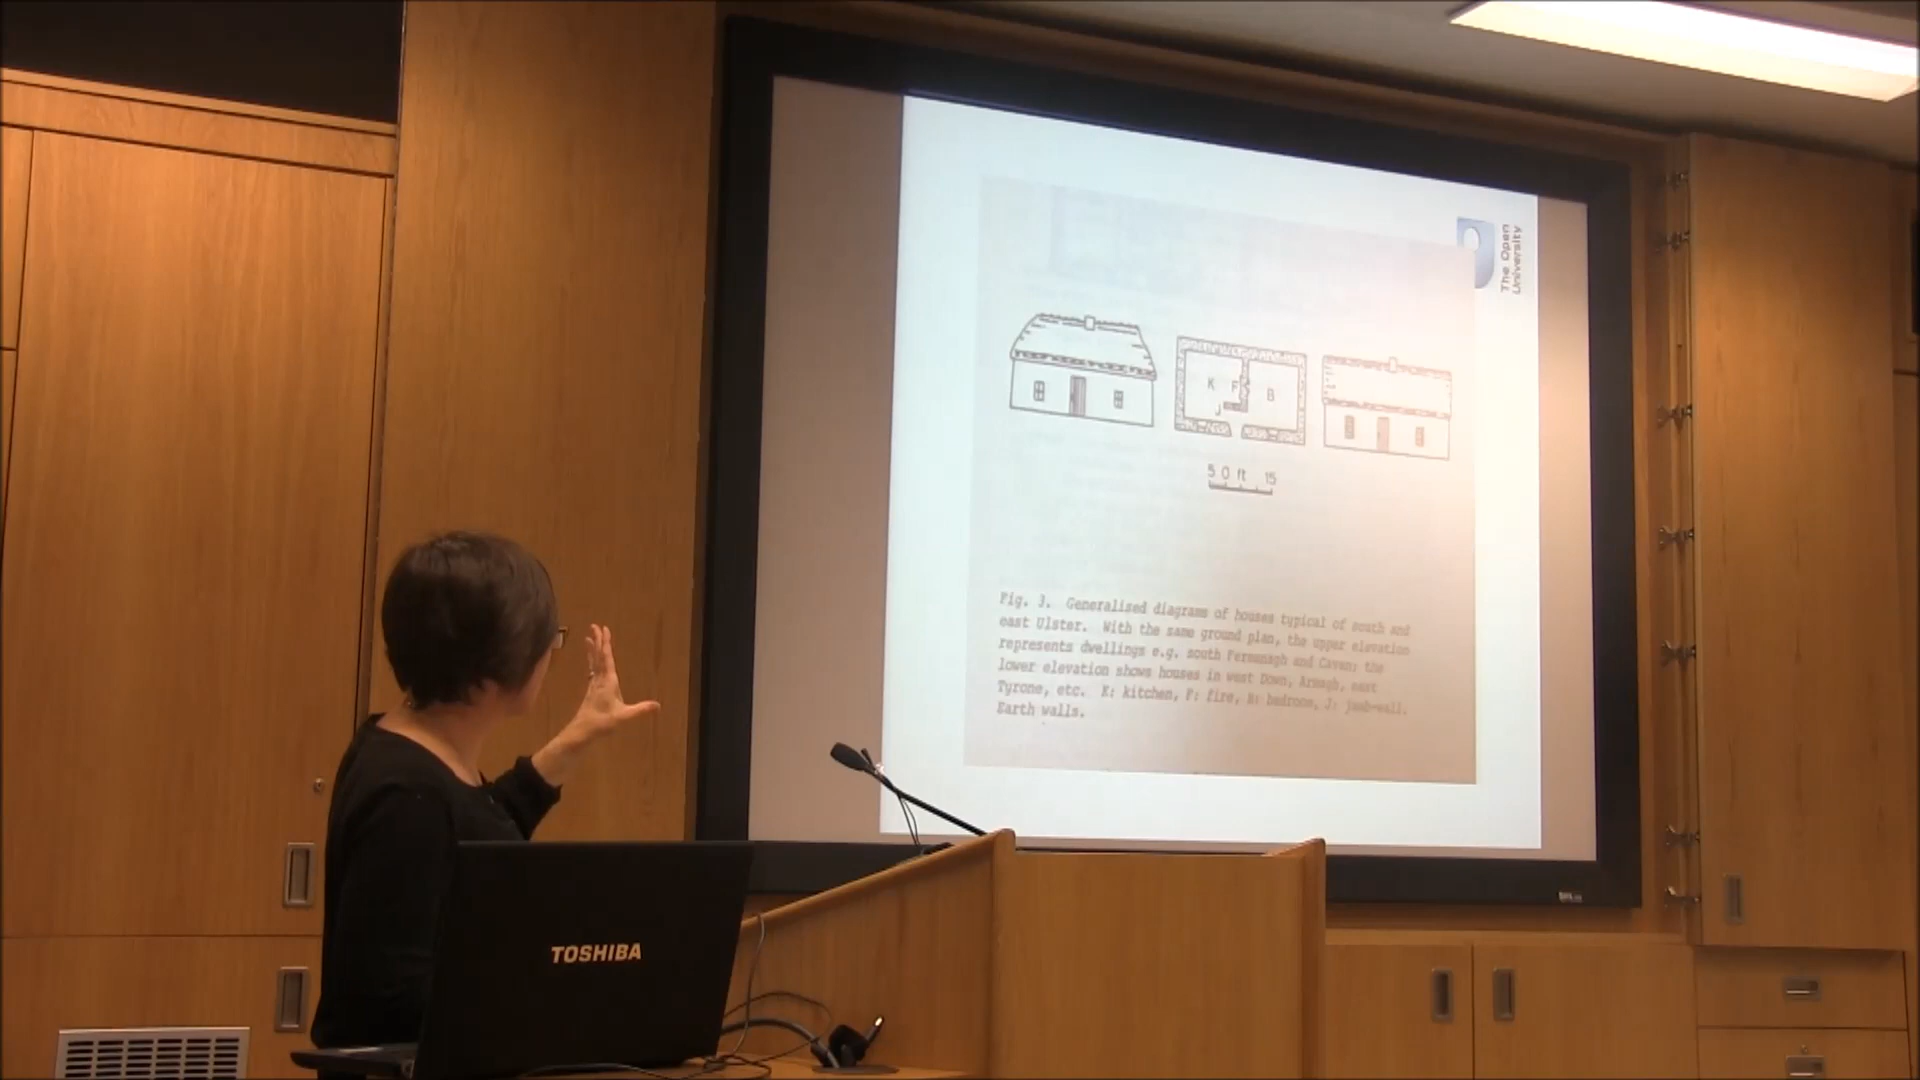 The Open
University
K F B
J
5 0 ft 15
Fig. 3. Generalised diagrams of houses typical of south and
east Ulster. With the same ground plan, the upper elevation
represents dwellings e.g. south Fermanagh and Cavan; the
lower elevation shows houses in west Down, Armagh, east
Tyrone, etc. K: kitchen, F: fire, B: bedroom, J: jamb-wall.
Earth walls.
TOSHIBA